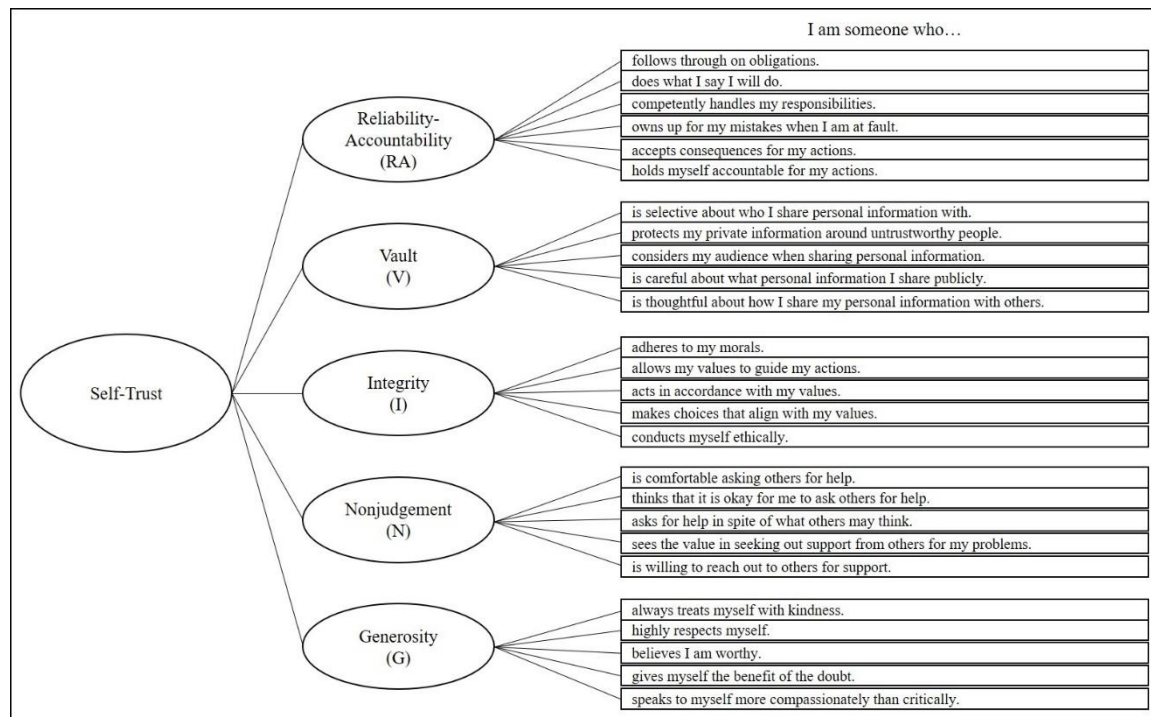 I am someone who…
Reliability-
Accountability
(RA)
follows through on obligations.
does what I say I will do.
competently handles my responsibilities.
owns up for my mistakes when I am at fault.
accepts consequences for my actions.
holds myself accountable for my actions.
Vault
(V)
is selective about who I share personal information with.
protects my private information around untrustworthy people.
considers my audience when sharing personal information.
is careful about what personal information I share publicly.
is thoughtful about how I share my personal information with others.
Self-Trust
Integrity
(I)
adheres to my morals.
allows my values to guide my actions.
acts in accordance with my values.
makes choices that align with my values.
conducts myself ethically.
Nonjudgement
(N)
is comfortable asking others for help.
thinks that it is okay for me to ask others for help.
asks for help in spite of what others may think.
sees the value in seeking out support from others for my problems.
is willing to reach out to others for support.
Generosity
(G)
always treats myself with kindness.
highly respects myself.
believes I am worthy.
gives myself the benefit of the doubt.
speaks to myself more compassionately than critically.